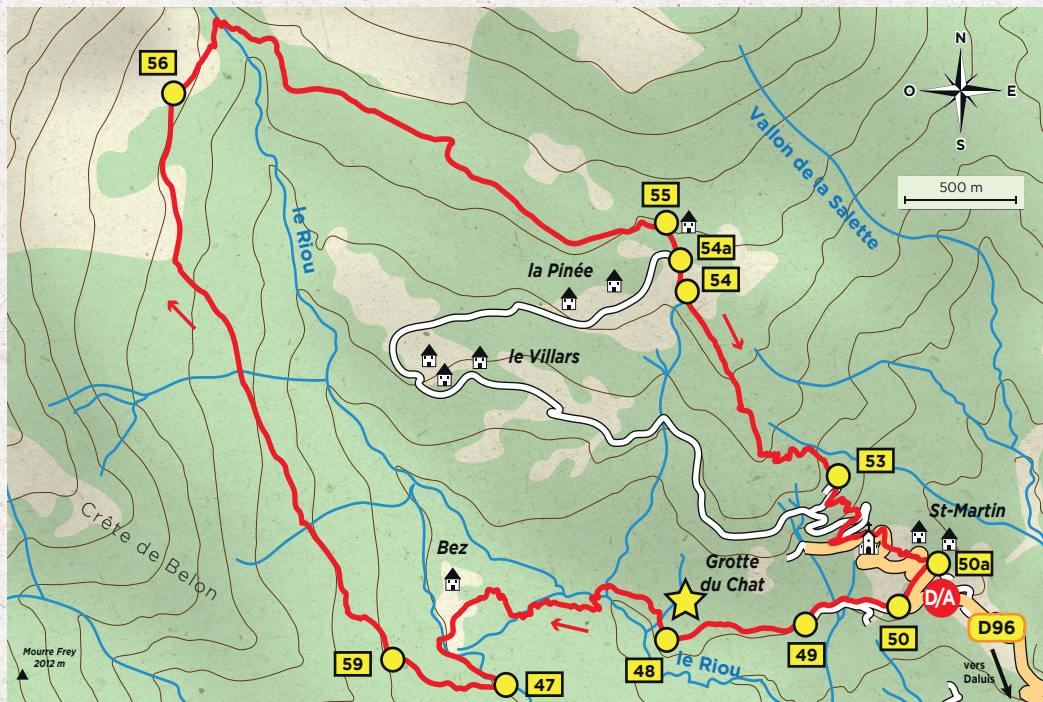 56
N
O E
S
Vallon de la Salette
500 m
55
54a
54
le Riou
la Pinée
le Villars
53
St-Martin
Crête de Belon
Bez
Grotte
du Chat
50a
D/A
D96
50
49
48
le Riou
vers
Daluis
59
47
Mourre Frey
2012 m